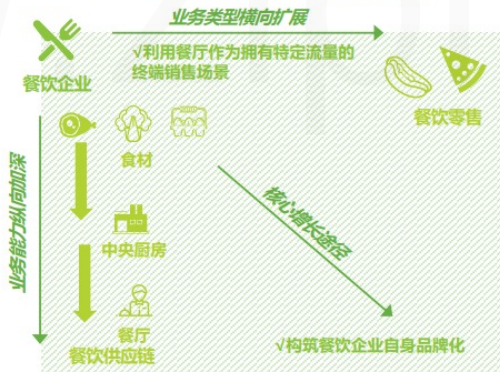 业务类型横向扩展
√利用餐厅作为拥有特定流量的
终端销售场景
餐饮企业
餐饮零售
食材
业务能力纵向加深
核心增长途径
中央厨房
餐厅
餐饮供应链
√构筑餐饮企业自身品牌化